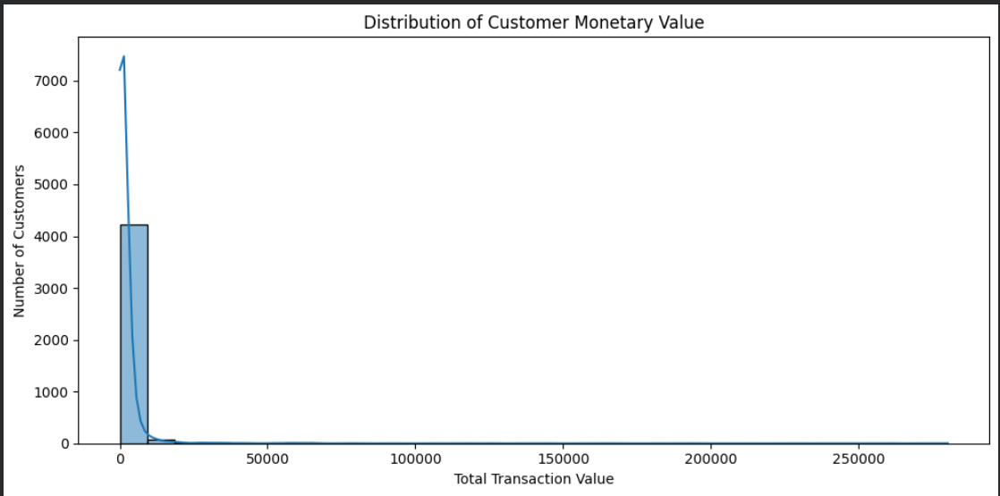 Distribution of Customer Monetary Value
7000
6000
5000
4000
3000
2000
1000
0
Number of Customers
0 50000 100000 150000 200000 250000
Total Transaction Value